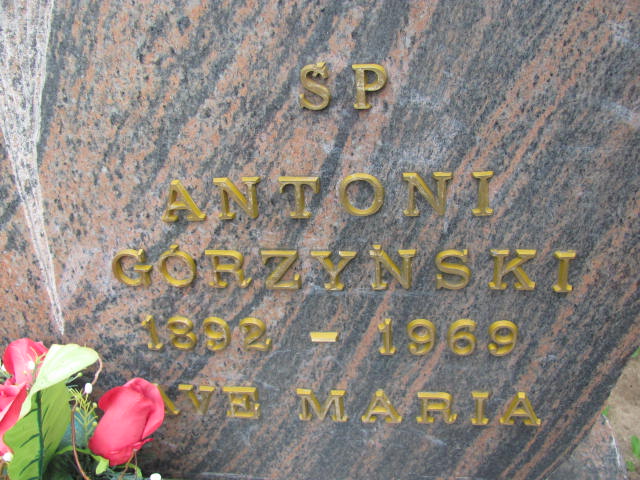 ŚP
ANTONI
GÓRZYŃSKI
1892 - 1969
AVE MARIA